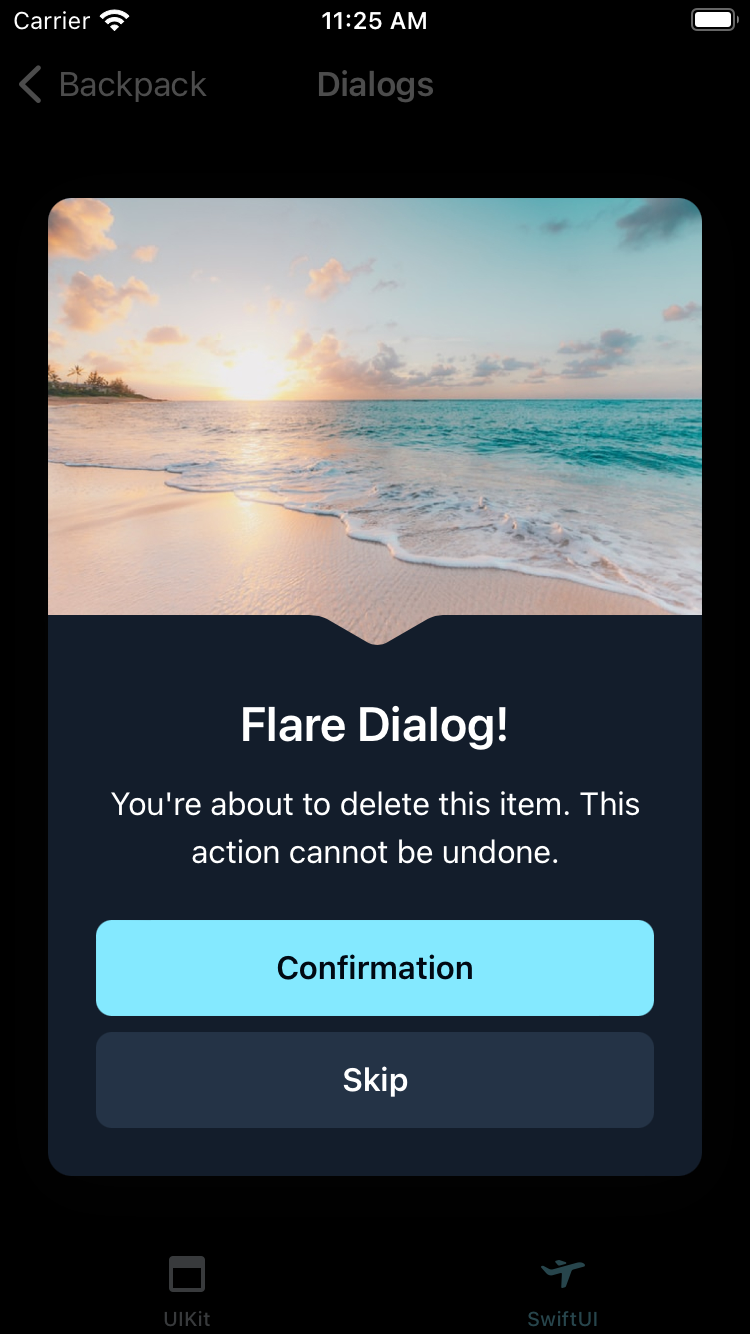 Carrier 11:25 AM
Backpack Dialogs
Flare Dialog!
You're about to delete this item. This
action cannot be undone.
Confirmation
Skip
UIKit SwiftUI